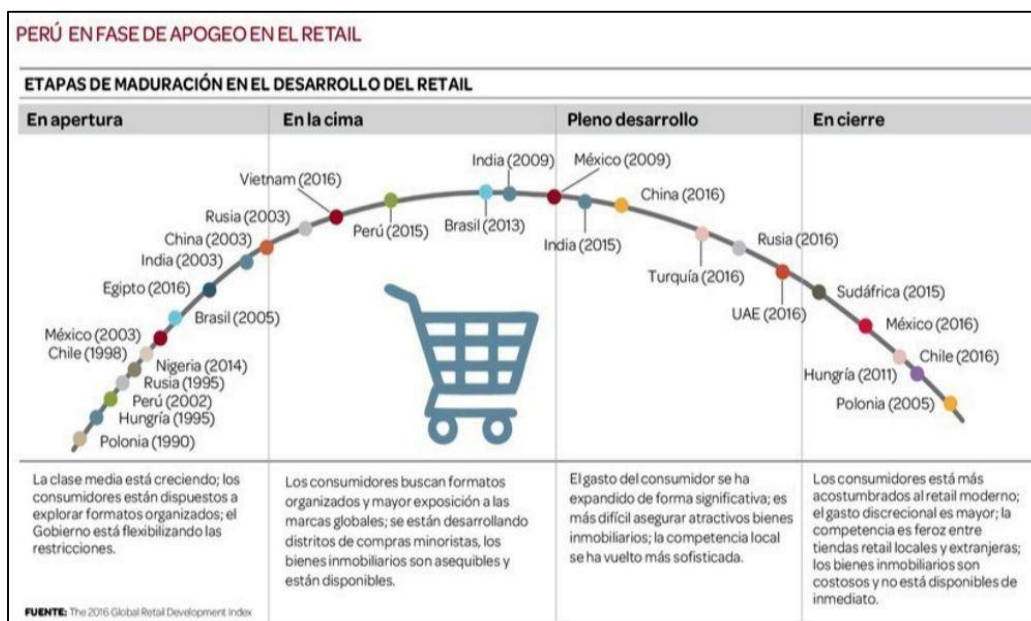 PERÚ EN FASE DE APOGEO EN EL RETAIL
ETAPAS DE MADURACIÓN EN EL DESARROLLO DEL RETAIL
En apertura
En la cima
Pleno desarrollo
En cierre
Vietnam (2016)
Rusia (2003)
China (2003)
India (2003)
Egipto (2016)
Brasil (2005)
México (2003)
Chile (1998)
Nigeria (2014)
Rusia (1995)
Perú (2002)
Hungría (1995)
Polonia (1990)
Perú (2015)
India (2009)
Brasil (2013)
México (2009)
India (2015)
China (2016)
Turquía (2016)
Rusia (2016)
UAE (2016)
Sudáfrica (2015)
México (2016)
Chile (2016)
Hungría (2011)
Polonia (2005)
La clase media está creciendo; los
consumidores están dispuestos a
explorar formatos organizados; el
Gobierno está flexibilizando las
restricciones.
Los consumidores buscan formatos
organizados y mayor exposición a las
marcas globales; se están desarrollando
distritos de compras minoristas, los
bienes inmobiliarios son asequibles y
están disponibles.
El gasto del consumidor se ha
expandido de forma significativa; es
más difícil asegurar atractivos bienes
inmobiliarios; la competencia local
se ha vuelto más sofisticada.
Los consumidores está más
acostumbrados al retail moderno;
el gasto discrecional es mayor; la
competencia es feroz entre
tiendas retail locales y extranjeras;
los bienes inmobiliarios son
costosos y no está disponibles de
inmediato.
FUENTE: The 2016 Global Retail Development Index